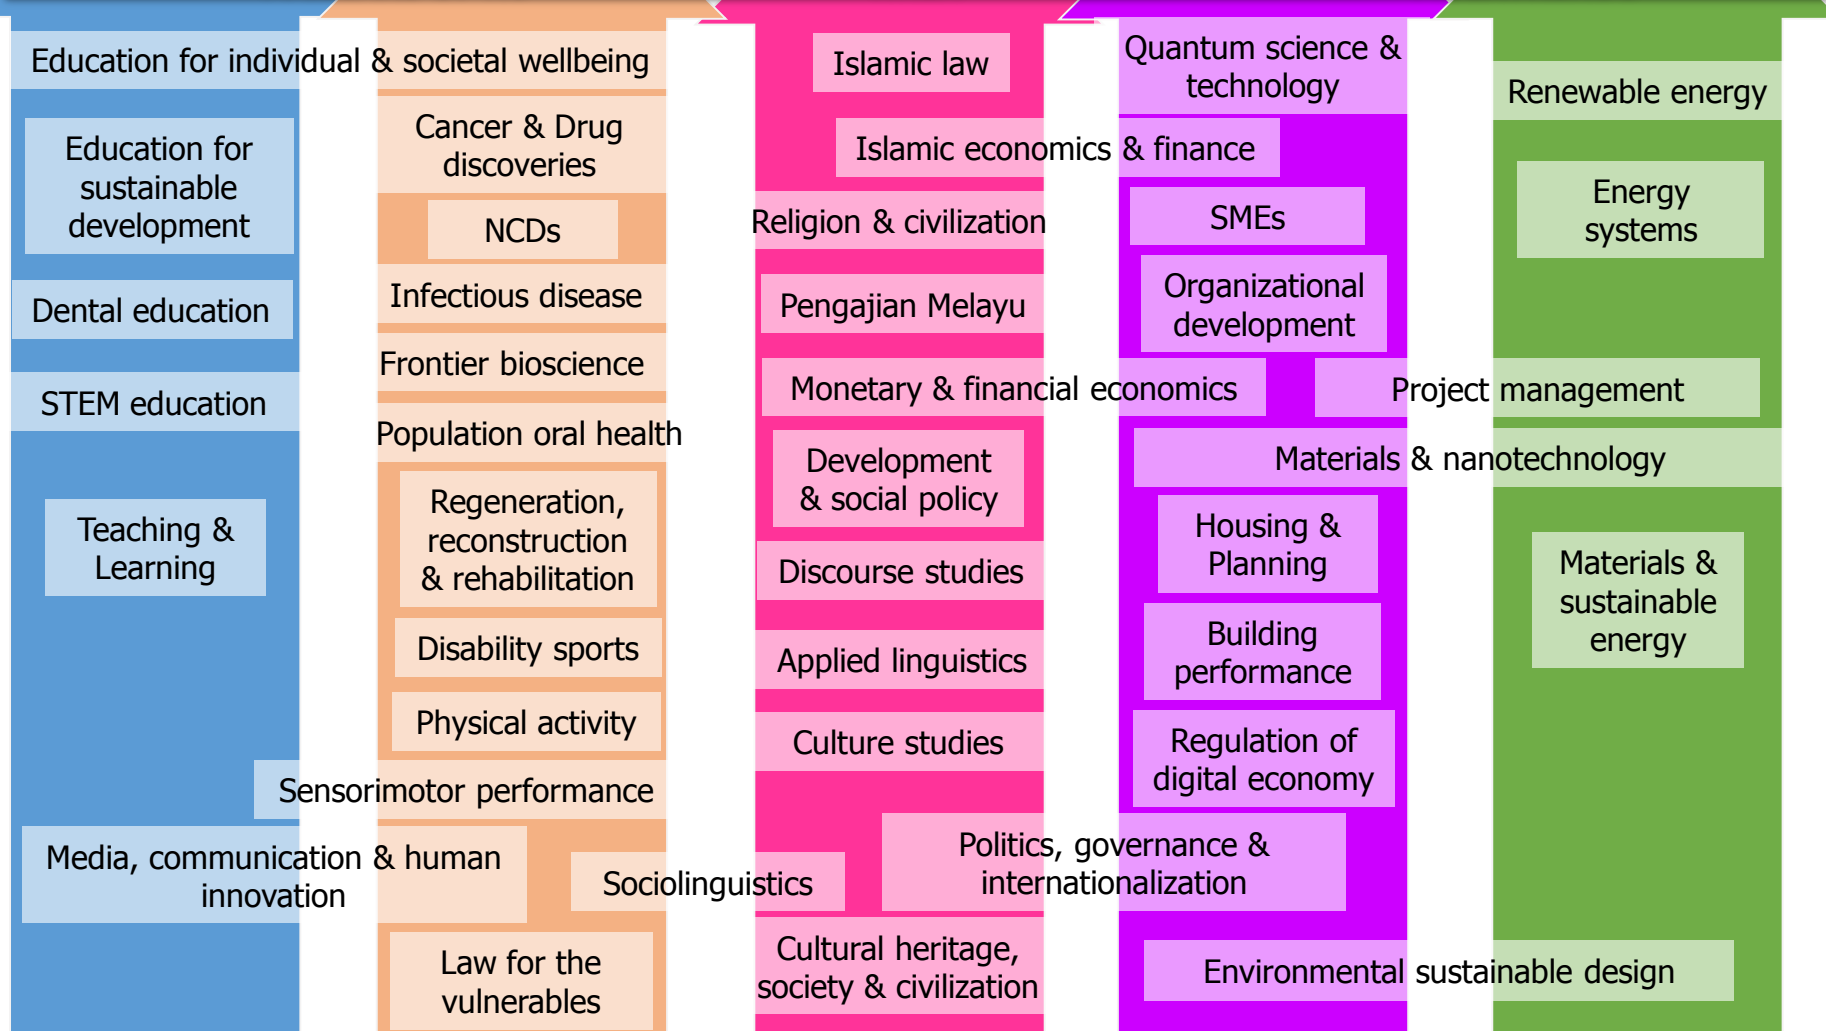 Education for individual & societal wellbeing
Education for
sustainable
development
Dental education
STEM education
Teaching &
Learning
Cancer & Drug
discoveries
NCDs
Infectious disease
Frontier bioscience
Population oral health
Regeneration,
reconstruction
& rehabilitation
Disability sports
Physical activity
Sensorimotor performance
Media, communication & human
innovation
Sociolinguistics
Law for the
vulnerables
Islamic law
Islamic economics & finance
Religion & civilization
Pengajian Melayu
Monetary & financial economics
Development
& social policy
Discourse studies
Applied linguistics
Culture studies
Politics, governance &
internationalization
Cultural heritage,
society & civilization
Quantum science &
technology
SMEs
Organizational
development
Project management
Materials & nanotechnology
Housing &
Planning
Building
performance
Regulation of
digital economy
Environmental sustainable design
Renewable energy
Energy
systems
Materials &
sustainable
energy